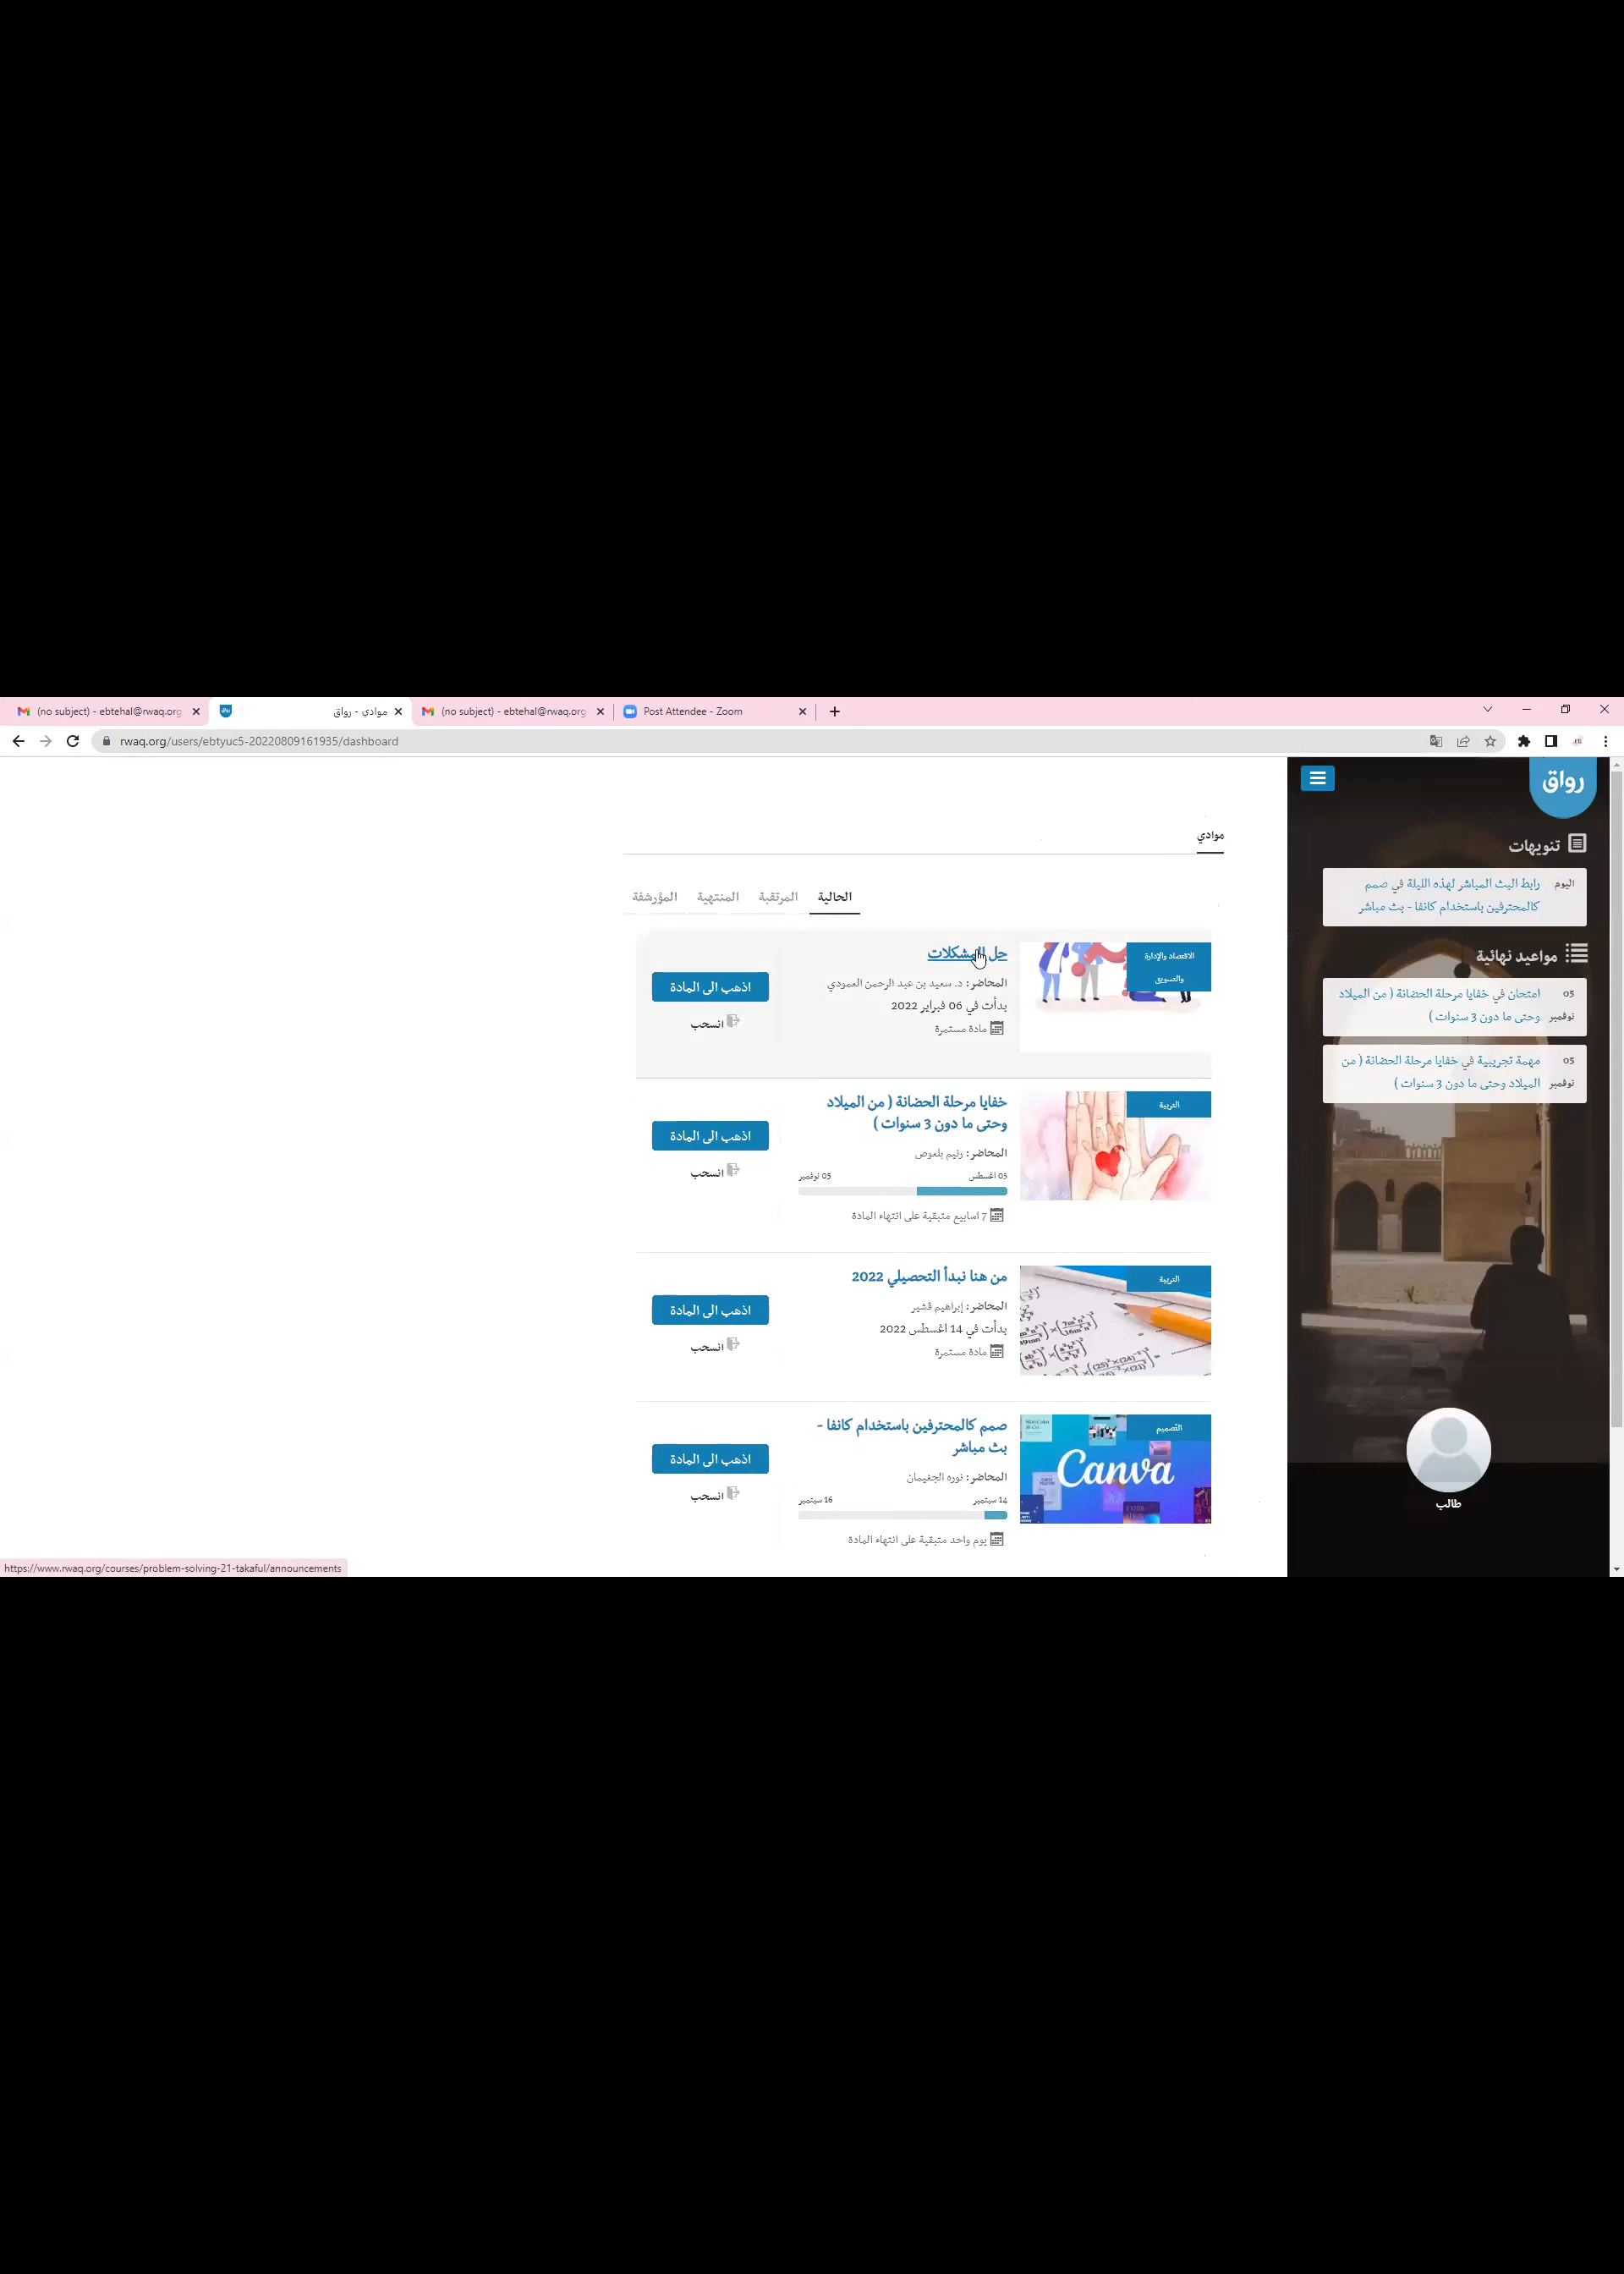 (no subject) - ebtehal@rwaq.org
موادي - رواق
(no subject) - ebtehal@rwaq.org
Post Attendee - Zoom
rwaq.org/users/ebtyuc5-20220809161935/dashboard
رواق
تنويهات
اليوم
رابط البث المباشر لهذه الليلة في صمم
كالمحترفين باستخدام كانفا - بث مباشر
مواعيد نهائية
05 نوفمبر
امتحان في خفايا مرحلة الحضانة ( من الميلاد
وحتى ما دون 3 سنوات )
05 نوفمبر
مهمة تجريبية في خفايا مرحلة الحضانة ( من
الميلاد وحتى ما دون 3 سنوات )
طالب
موادي
الحالية
المرتقبة
المنتهية
المؤرشفة
الاقتصاد والإدارة
والتسويق
حل المشكلات
المحاضر: د. سعيد بن عبد الرحمن العمودي
بدأت في 06 فبراير 2022
مادة مستمرة
اذهب الى المادة
انسحب
التربية
خفايا مرحلة الحضانة ( من الميلاد
وحتى ما دون 3 سنوات )
المحاضر: رنيم بلعوص
05 اغسطس
05 نوفمبر
7 اسابيع متبقية على انتهاء المادة
اذهب الى المادة
انسحب
التربية
من هنا نبدأ التحصيلي 2022
المحاضر: إبراهيم قشير
بدأت في 14 اغسطس 2022
مادة مستمرة
اذهب الى المادة
انسحب
التصميم
Canva
صمم كالمحترفين باستخدام كانفا -
بث مباشر
المحاضر: نوره الجغيمان
14 سبتمبر
16 سبتمبر
يوم واحد متبقية على انتهاء المادة
اذهب الى المادة
انسحب
https://www.rwaq.org/courses/problem-solving-21-takaful/announcements